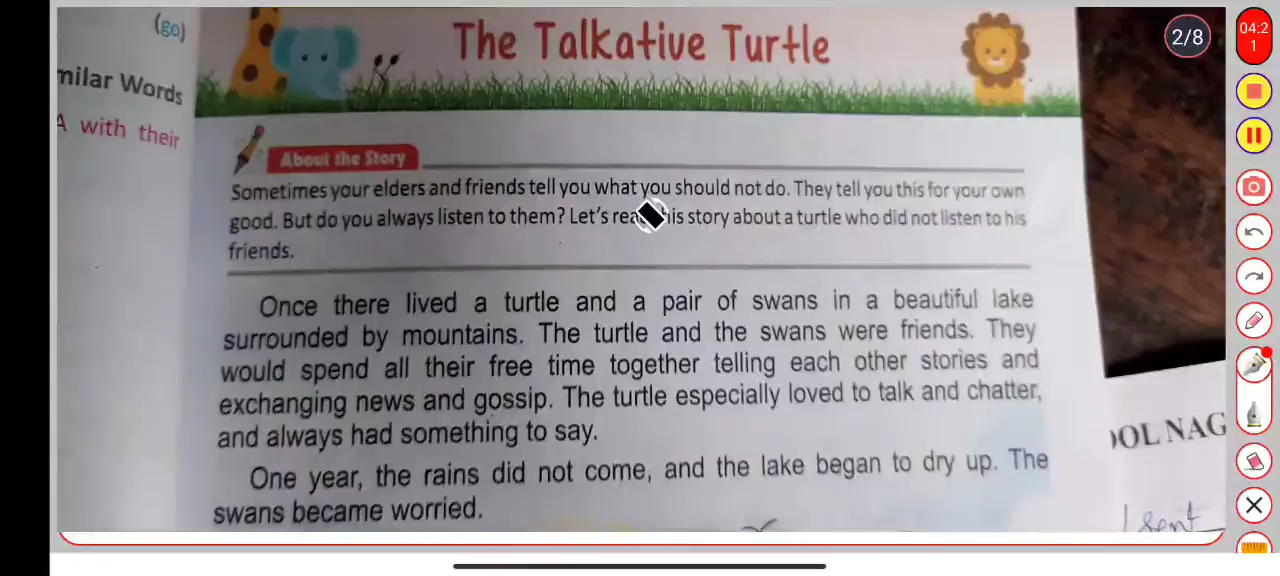 (go)
The Talkative Turtle
2/8
04:2
1
milar Words
A with their
About the Story
Sometimes your elders and friends tell you what you should not do. They tell you this for your own
good. But do you always listen to them? Let's rea his story about a turtle who did not listen to his
friends.
Once there lived a turtle and a pair of swans in a beautiful lake
surrounded by mountains. The turtle and the swans were friends. They
would spend all their free time together telling each other stories and
exchanging news and gossip. The turtle especially loved to talk and chatter,
and always had something to say.
One year, the rains did not come, and the lake began to dry up. The
swans became worried.
OOL NAG
I sent